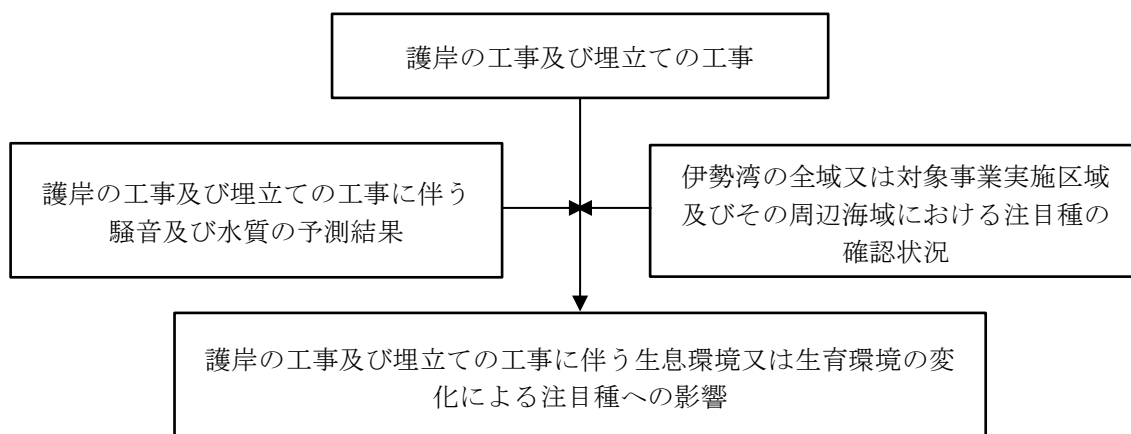 護岸の工事及び埋立ての工事
護岸の工事及び埋立ての工事に伴う
騒音及び水質の予測結果
伊勢湾の全域又は対象事業実施区域
及びその周辺海域における注目種の
確認状況
護岸の工事及び埋立ての工事に伴う生息環境又は生育環境の変
化による注目種への影響